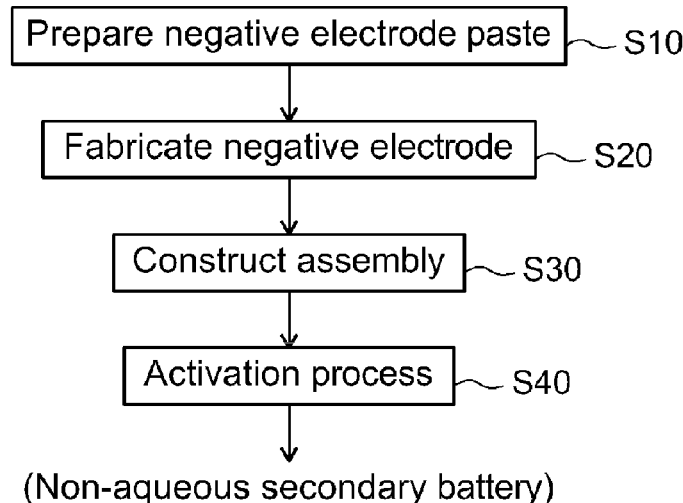 Prepare negative electrode paste S10
Fabricate negative electrode S20
Construct assembly S30
Activation process S40
(Non-aqueous secondary battery)